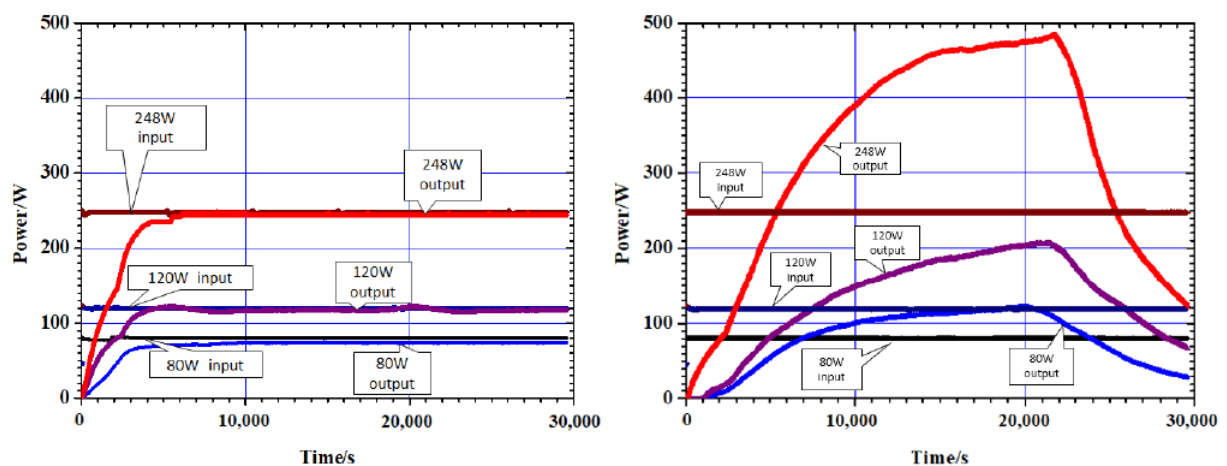 500
400
300
200
100
0
Power/W
248W
input
248W
output
120W input
120W
output
80W input
80W
output
0
10,000
20,000
30,000
Time/s
500
400
300
200
100
0
Power/W
248W
output
248W
input
120W
output
120W
input
80W
input
80W
output
0
10,000
20,000
30,000
Time/s